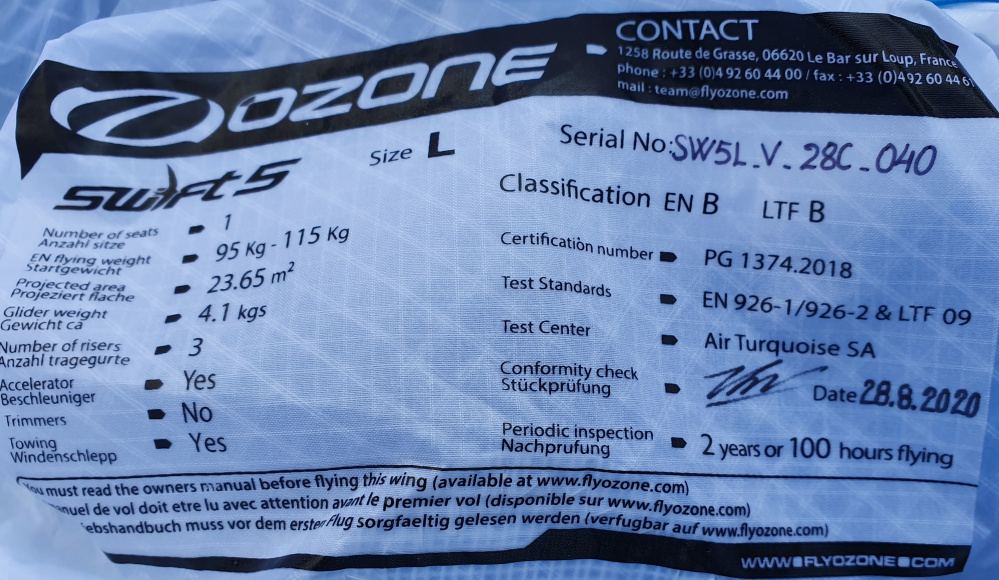 OZONE
CONTACT
1258 Route de Grasse, 06620 Le Bar sur Loup, France
phone : +33 (0)4 92 60 44 00 / fax : +33 (0)492 60 44 6
mail : team@flyozone.com
swift 5
Size L
Serial No: SW5L_V_28C_040
Classification EN B LTF B
Number of seats
Anzahl sitze
1
EN flying weight
Startgewicht
95 Kg - 115 Kg
Projected area
Projeziert flache
23.65 m²
Glider weight
Gewicht ca
4.1 kgs
Number of risers
Anzahl tragegurte
3
Accelerator
Beschleuniger
Yes
Trimmers
No
Towing
Windenschlepp
Yes
Certification number
PG 1374.2018
Test Standards
EN 926-1/926-2 & LTF 09
Test Center
Air Turquoise SA
Conformity check
Stückprüfung
Date 28.8.2020
Periodic inspection
Nachprufung
2 years or 100 hours flying
You must read the owners manual before flying this wing (available at www.flyozone.com)
nuel de vol doit etre lu avec attention avant le premier vol (disponible sur www.flyozone.com)
ebshandbuch muss vor dem ersten flug sorgfaeltig gelesen werden (verfugbar auf www.flyozone.com)
WWW.FLYOZONE.COM